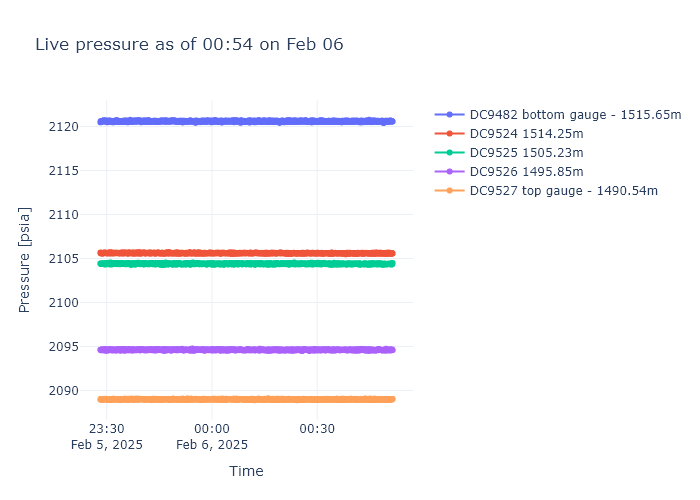 Live pressure as of 00:54 on Feb 06
DC9482 bottom gauge - 1515.65m
DC9524 1514.25m
DC9525 1505.23m
DC9526 1495.85m
DC9527 top gauge - 1490.54m
Pressure [psia]
2120
2115
2110
2105
2100
2095
2090
23:30
Feb 5, 2025
00:00
Feb 6, 2025
00:30
Time